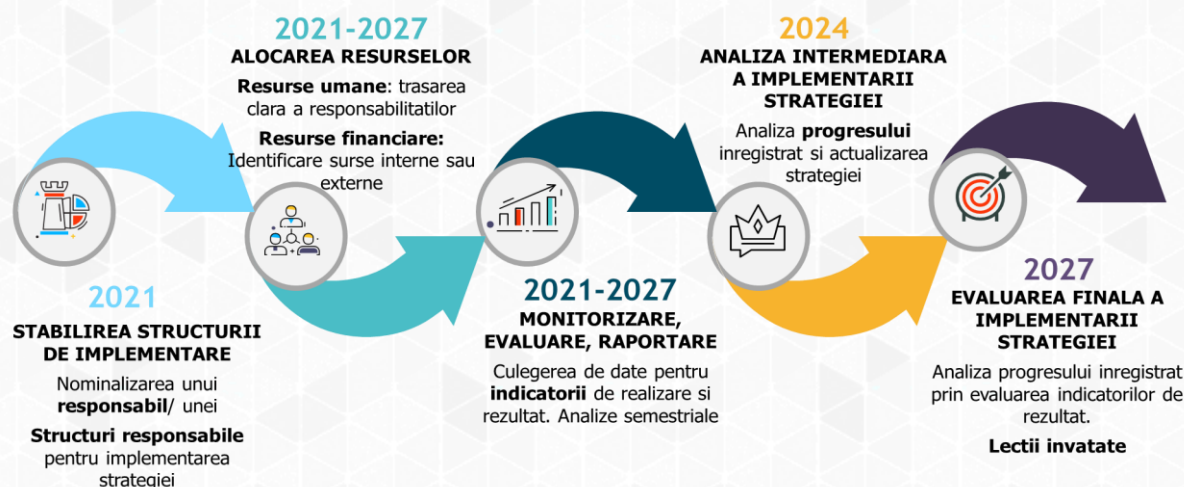 2021
STABILIREA STRUCTURII
DE IMPLEMENTARE
Nominalizarea unui
responsabil/ unei
Structuri responsabile
pentru implementarea
strategiei
2021-2027
ALOCAREA RESURSELOR
Resurse umane: trasarea
clara a responsabilitatilor
Resurse financiare:
Identificare surse interne sau
externe
2021-2027
MONITORIZARE,
EVALUARE, RAPORTARE
Culegerea de date pentru
indicatorii de realizare si
rezultat. Analize semestriale
2024
ANALIZA INTERMEDIARA
A IMPLEMENTARII
STRATEGIEI
Analiza progresului
inregistrat si actualizarea
strategiei
2027
EVALUAREA FINALA A
IMPLEMENTARII
STRATEGIEI
Analiza progresului inregistrat
prin evaluarea indicatorilor de
rezultat.
Lectii invatate